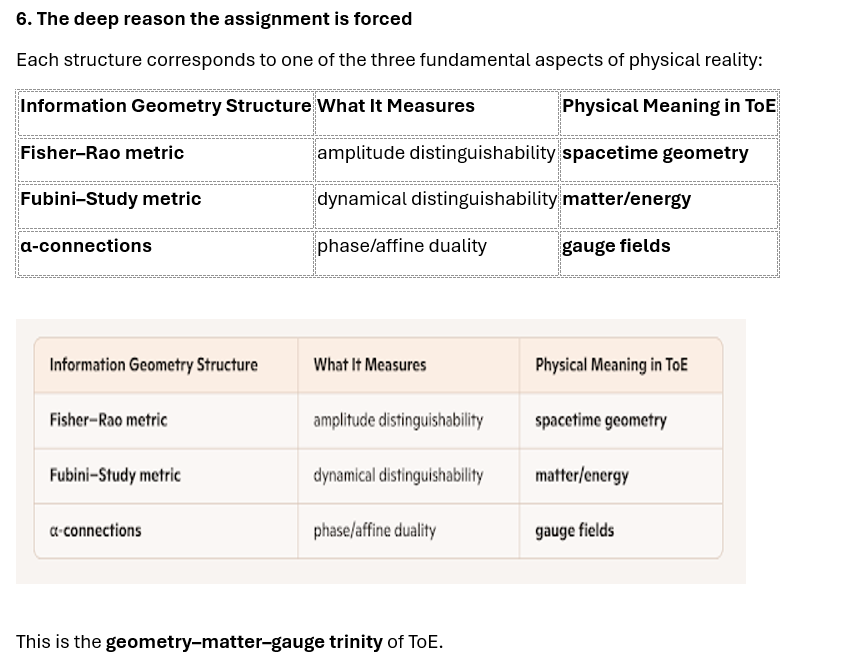 6. The deep reason the assignment is forced
Each structure corresponds to one of the three fundamental aspects of physical reality:
Information Geometry Structure What It Measures Physical Meaning in ToE
Fisher–Rao metric amplitude distinguishability spacetime geometry
Fubini–Study metric dynamical distinguishability matter/energy
α-connections phase/affine duality gauge fields
Information Geometry Structure What It Measures Physical Meaning in ToE
Fisher–Rao metric amplitude distinguishability spacetime geometry
Fubini–Study metric dynamical distinguishability matter/energy
α-connections phase/affine duality gauge fields
This is the geometry–matter–gauge trinity of ToE.